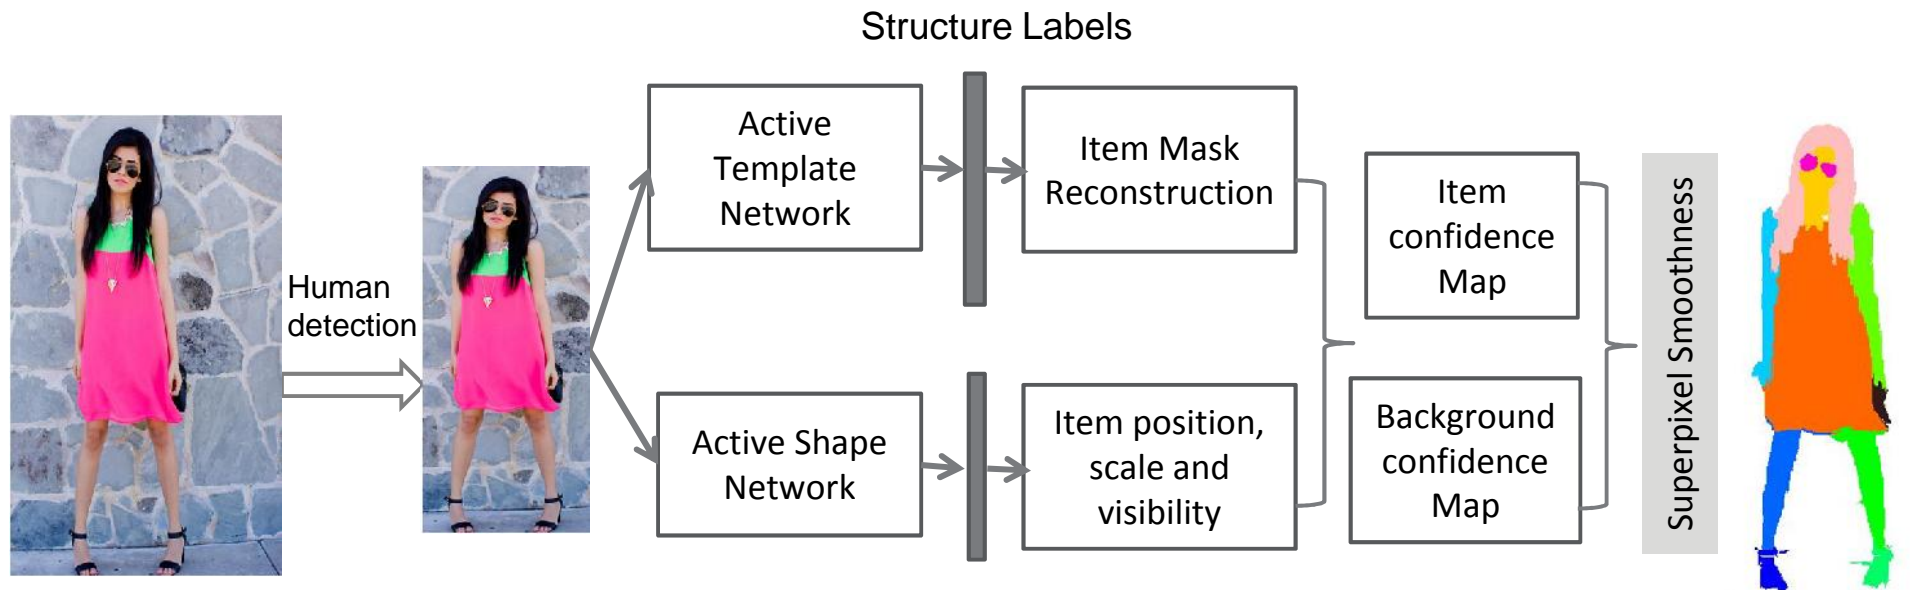 Structure Labels
Human
detection
Active
Template
Network
Active Shape
Network
Item Mask
Reconstruction
Item position,
scale and
visibility
Item
confidence
Map
Background
confidence
Map
Superpixel Smoothness